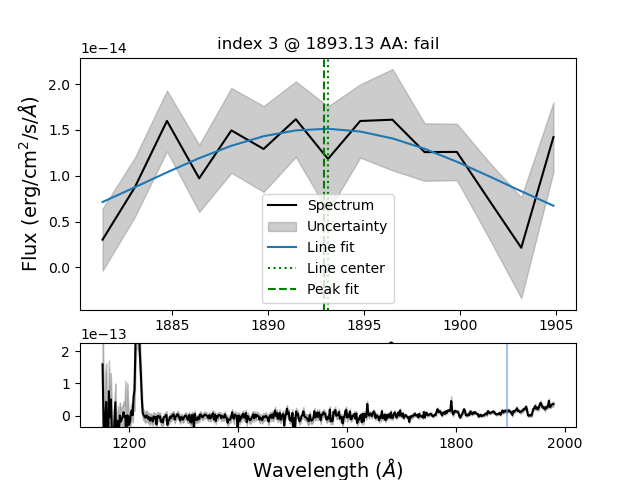 index 3 @ 1893.13 AA: fail
1e−14
2.0
1.5
1.0
0.5
0.0
Flux (erg/cm²/s/Å)
Spectrum
Uncertainty
Line fit
Line center
Peak fit
1885 1890 1895 1900 1905
1e−13
2
1
0
1200 1400 1600 1800 2000
Wavelength (Å)